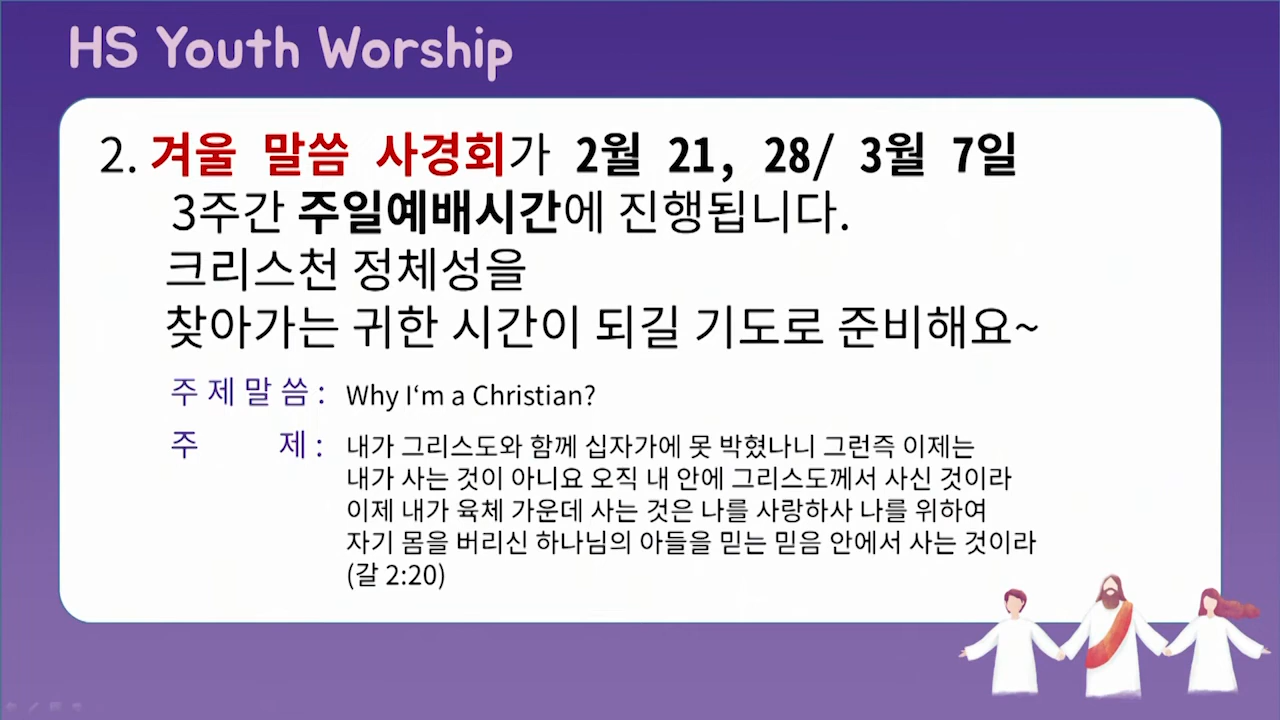 HS Youth Worship
2. 겨울 말씀 사경회가 2월 21, 28/ 3월 7일
3주간 주일예배시간에 진행됩니다.
크리스천 정체성을
찾아가는 귀한 시간이 되길 기도로 준비해요~
주제말씀: Why I‘m a Christian?
주 제: 내가 그리스도와 함께 십자가에 못 박혔나니 그런즉 이제는
내가 사는 것이 아니요 오직 내 안에 그리스도께서 사신 것이라
이제 내가 육체 가운데 사는 것은 나를 사랑하사 나를 위하여
자기 몸을 버리신 하나님의 아들을 믿는 믿음 안에서 사는 것이라
(갈 2:20)